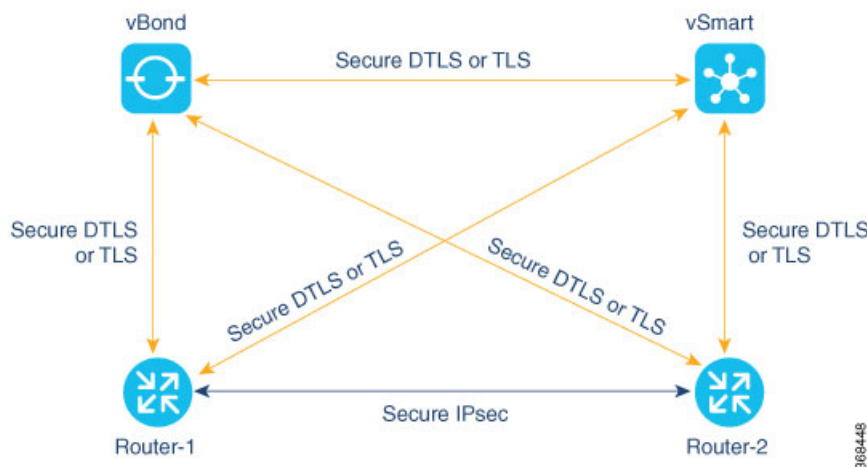 vBond
vSmart
Secure DTLS or TLS
Secure DTLS
or TLS
Secure DTLS or TLS
Secure DTLS or TLS
Secure DTLS
or TLS
Secure IPsec
Router-1
Router-2